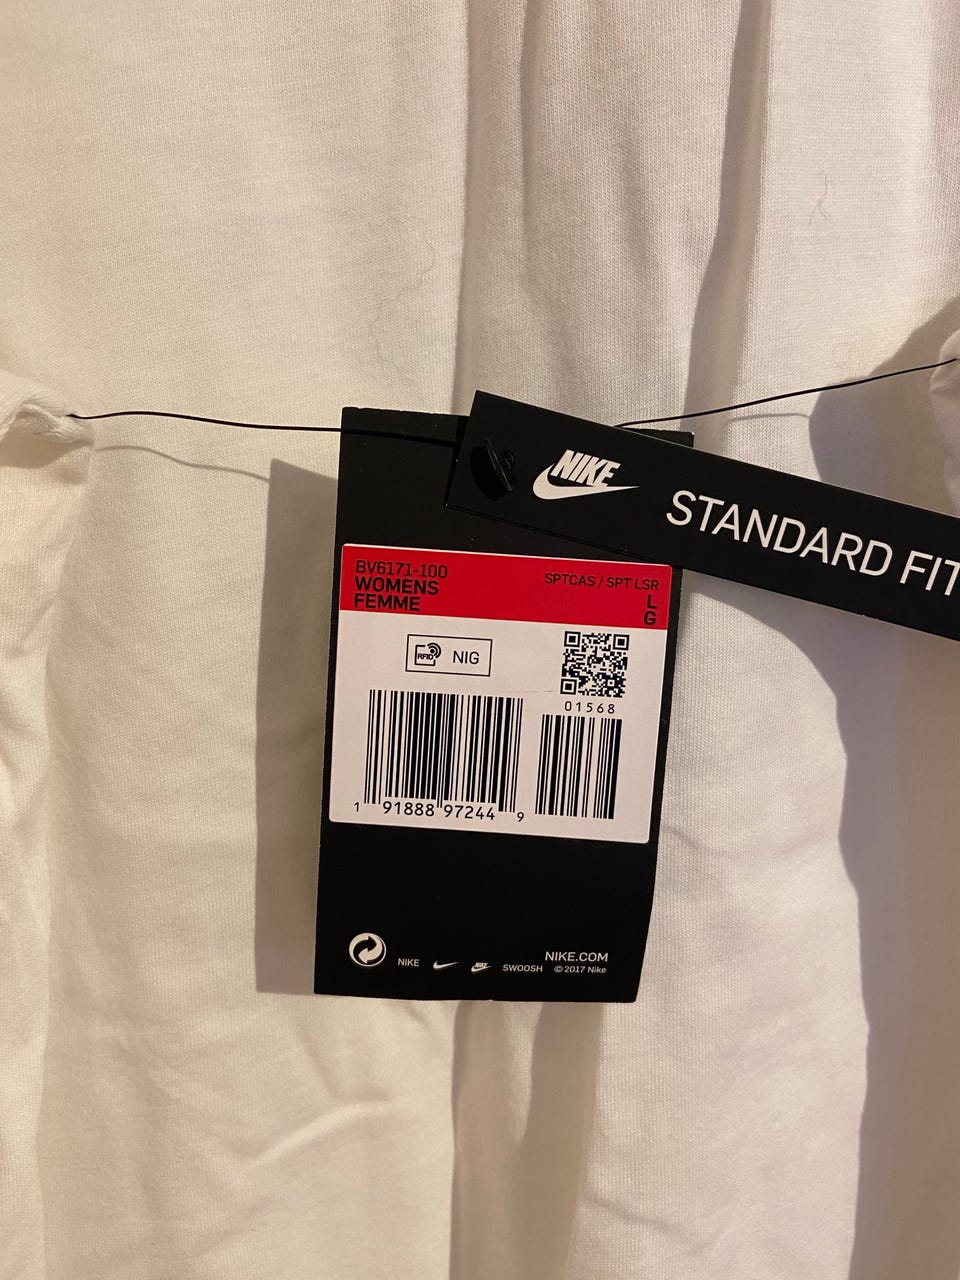 NIKE
STANDARD FIT
BV6171-100
WOMENS
FEMME
SPTCAS / SPT LSR
L
G
RFID NIG
01568
1 91888 97244 9
NIKE NIKE SWOOSH
NIKE.COM
© 2017 Nike